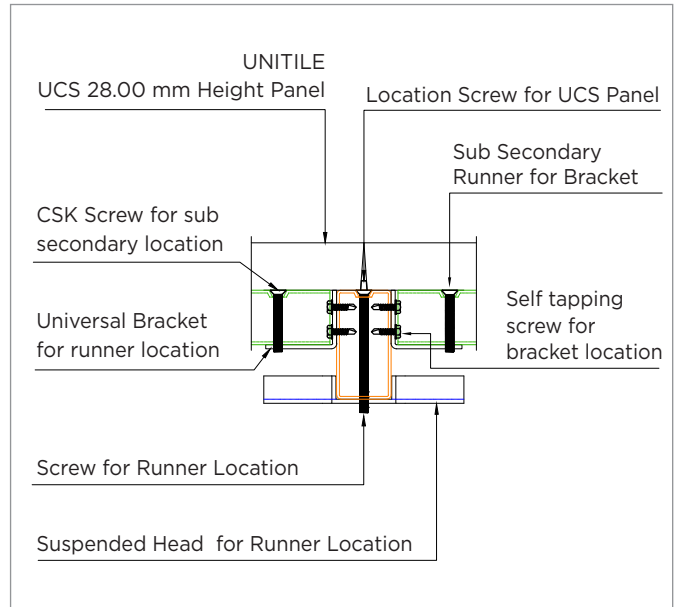 UNITILE
UCS 28.00 mm Height Panel
Location Screw for UCS Panel
Sub Secondary
Runner for Bracket
CSK Screw for sub
secondary location
Universal Bracket
for runner location
Self tapping
screw for
bracket location
Screw for Runner Location
Suspended Head for Runner Location